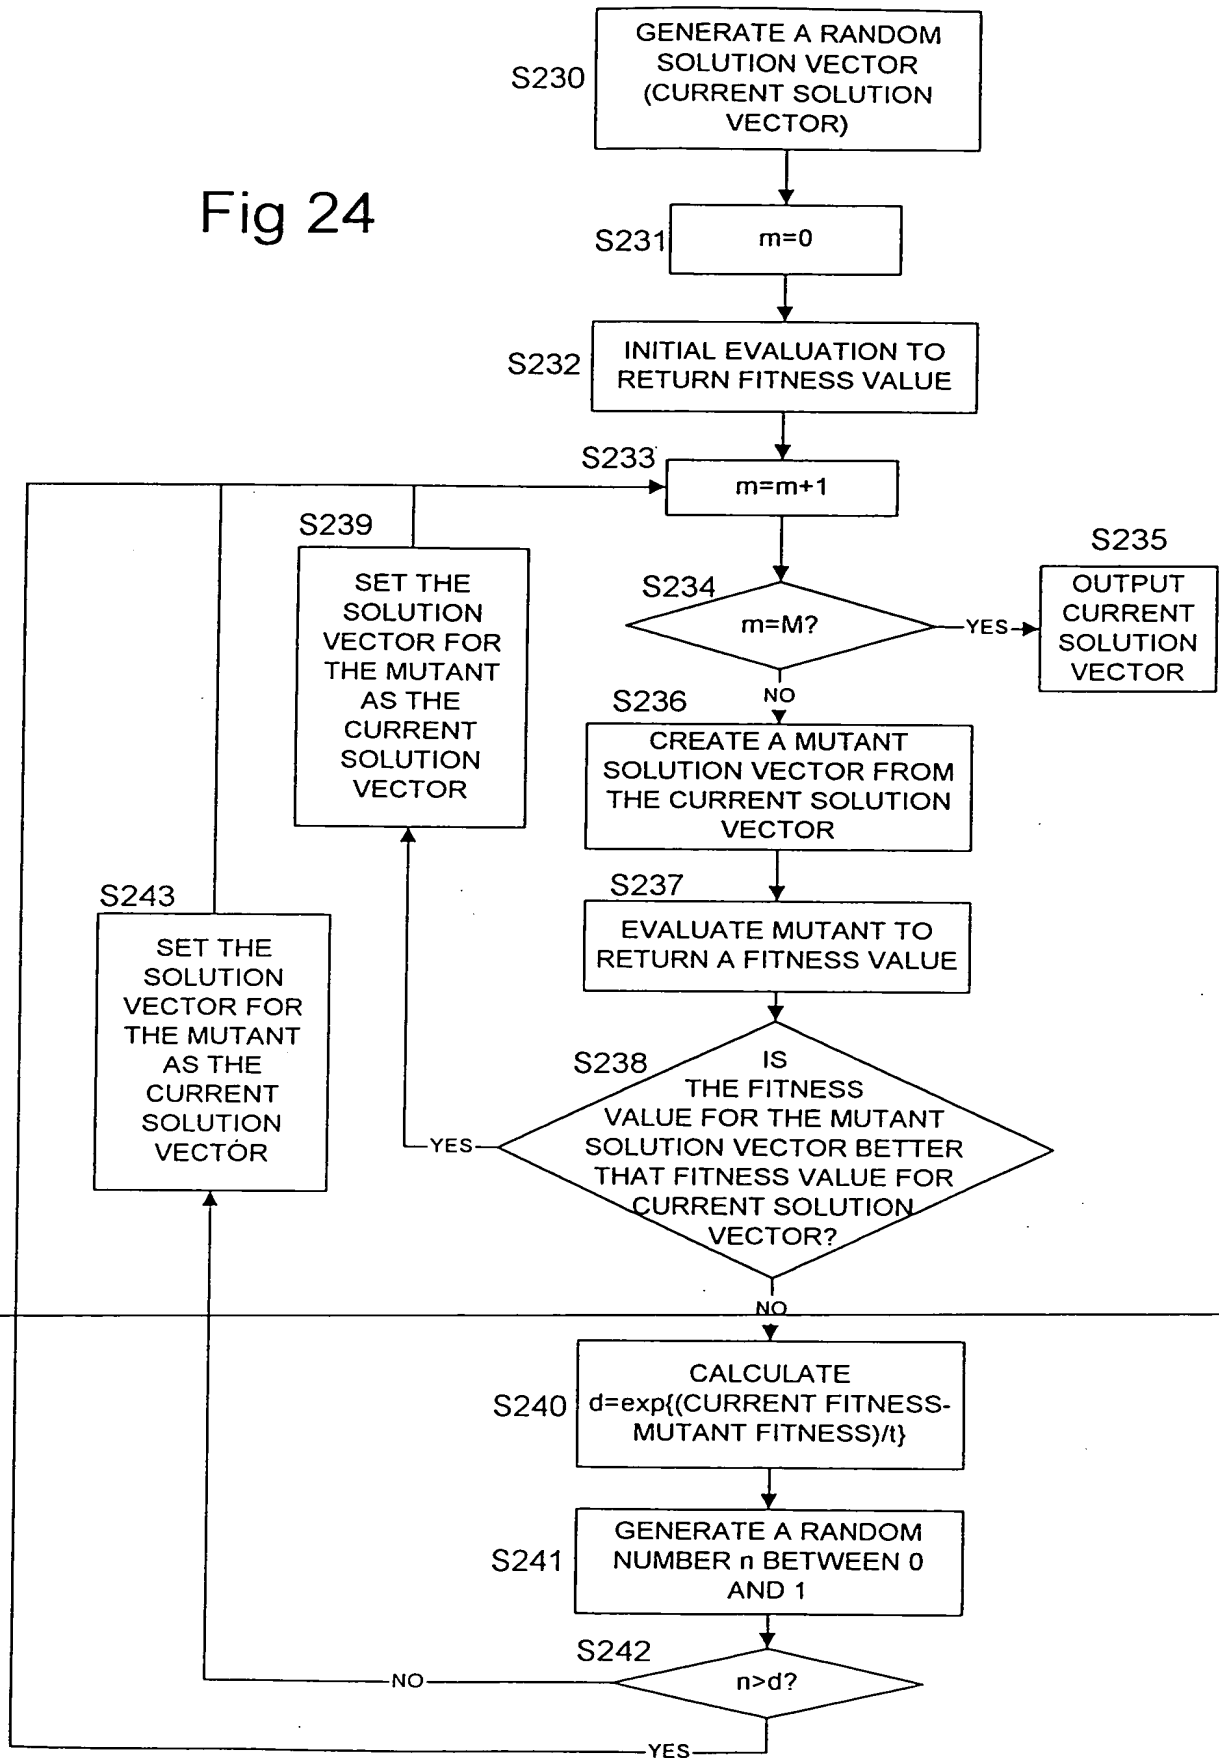 GENERATE A RANDOM
SOLUTION VECTOR
(CURRENT SOLUTION
VECTOR)
S230
Fig 24
S231
m=0
S232
INITIAL EVALUATION TO
RETURN FITNESS VALUE
S233
m=m+1
S239
SET THE
SOLUTION
VECTOR FOR
THE MUTANT
AS THE
CURRENT
SOLUTION
VECTOR
S234
m=M?
YES
S235
OUTPUT
CURRENT
SOLUTION
VECTOR
NO
S236
CREATE A MUTANT
SOLUTION VECTOR FROM
THE CURRENT SOLUTION
VECTOR
S237
EVALUATE MUTANT TO
RETURN A FITNESS VALUE
S243
SET THE
SOLUTION
VECTOR FOR
THE MUTANT
AS THE
CURRENT
SOLUTION
VECTOR
S238
IS
THE FITNESS
VALUE FOR THE MUTANT
SOLUTION VECTOR BETTER
THAT FITNESS VALUE FOR
CURRENT SOLUTION
VECTOR?
YES
NO
S240
CALCULATE
d=exp{(CURRENT FITNESS-
MUTANT FITNESS)/t}
S241
GENERATE A RANDOM
NUMBER n BETWEEN 0
AND 1
S242
n>d?
NO
YES